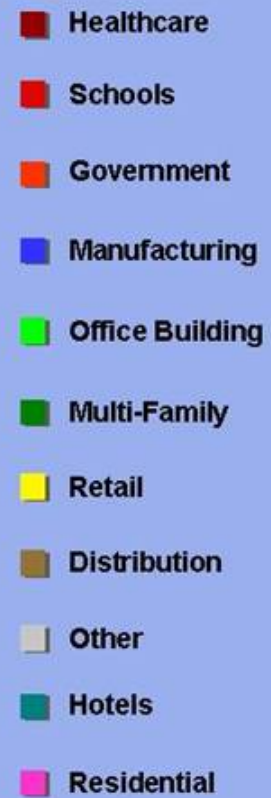 Healthcare
Schools
Government
Manufacturing
Office Building
Multi-Family
Retail
Distribution
Other
Hotels
Residential